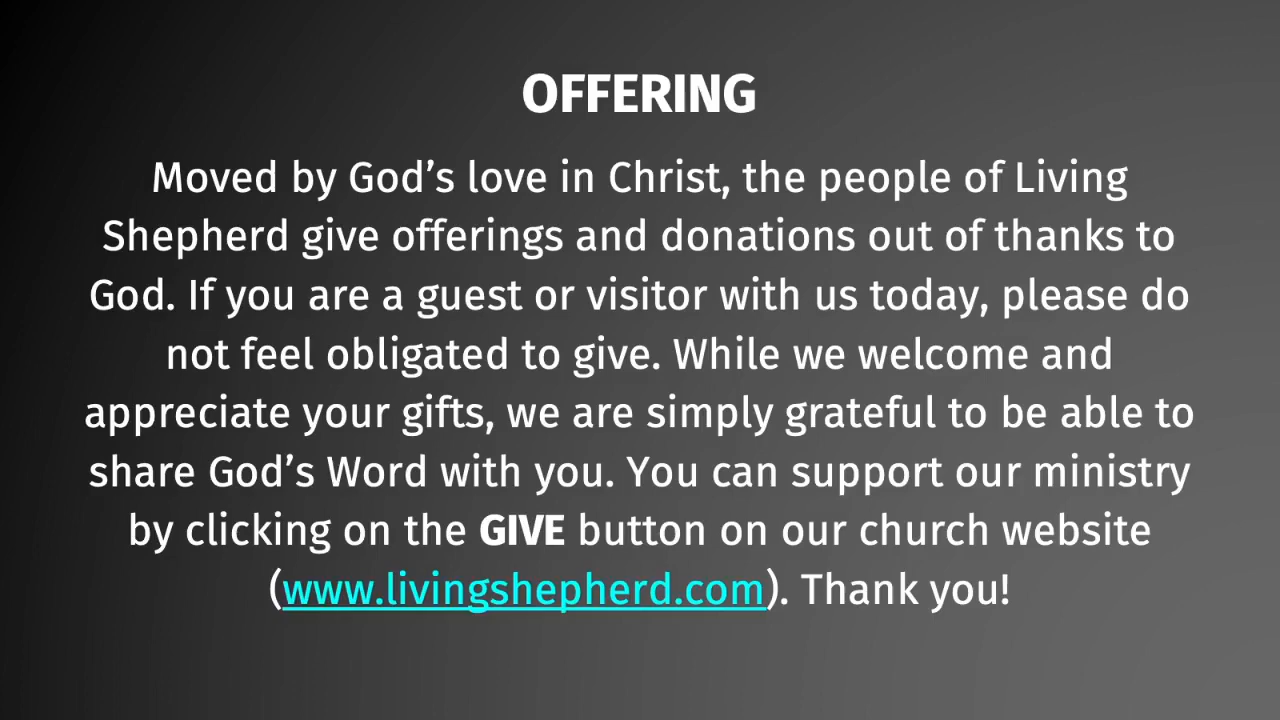 OFFERING
Moved by God’s love in Christ, the people of Living
Shepherd give offerings and donations out of thanks to
God. If you are a guest or visitor with us today, please do
not feel obligated to give. While we welcome and
appreciate your gifts, we are simply grateful to be able to
share God’s Word with you. You can support our ministry
by clicking on the GIVE button on our church website
(www.livingshepherd.com). Thank you!